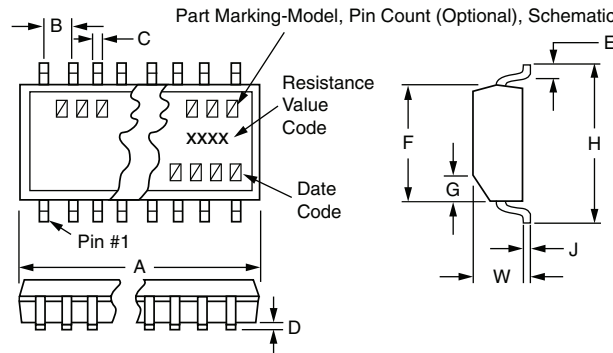 Part Marking-Model, Pin Count (Optional), Schematic
B
C
E
Resistance
Value
Code
XXXX
F
H
G
Date
Code
Pin #1
J
A
W
D